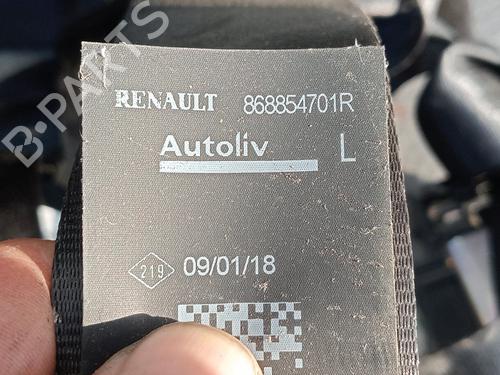 RENAULT 868854701R
Autoliv L
219 09/01/18
B-PARTS